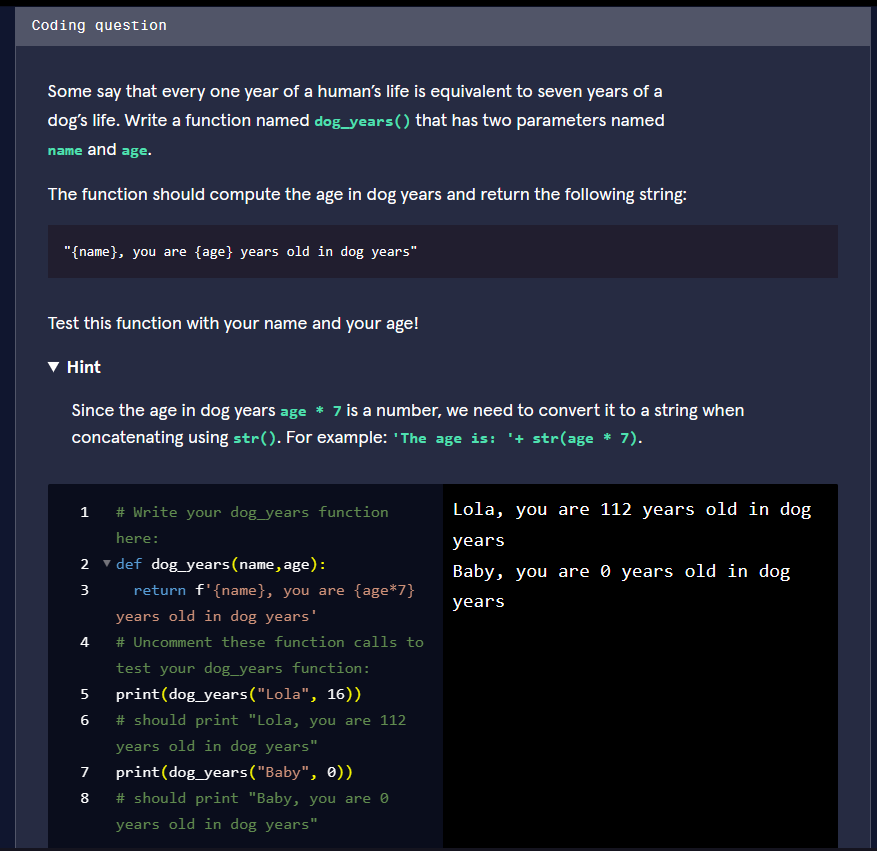 Coding question
Some say that every one year of a human's life is equivalent to seven years of a
dog's life. Write a function named dog_years() that has two parameters named
name and age.
The function should compute the age in dog years and return the following string:
"{name}, you are {age} years old in dog years"
Test this function with your name and your age!
▼ Hint
Since the age in dog years age * 7 is a number, we need to convert it to a string when
concatenating using str(). For example: 'The age is: '+ str(age * 7).
1 # Write your dog_years function
here:
2 ▼ def dog_years(name,age):
3 return f'{name}, you are {age*7}
years old in dog years'
4 # Uncomment these function calls to
test your dog_years function:
5 print(dog_years("Lola", 16))
6 # should print "Lola, you are 112
years old in dog years"
7 print(dog_years("Baby", 0))
8 # should print "Baby, you are 0
years old in dog years"
Lola, you are 112 years old in dog
years
Baby, you are 0 years old in dog
years